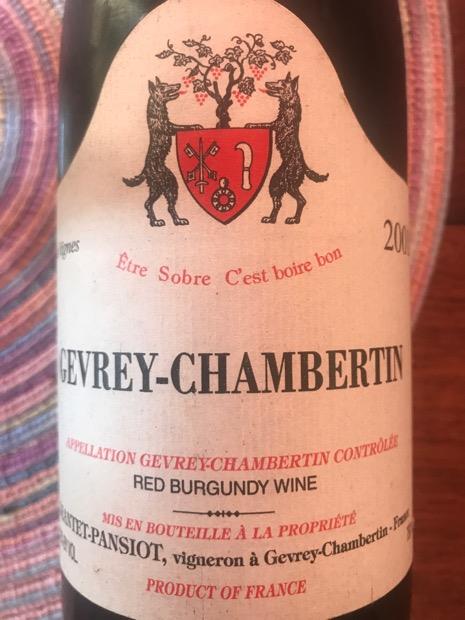 Être Sobre C'est boire bon
GEVREY-CHAMBERTIN
APPELLATION GEVREY-CHAMBERTIN CONTRÔLÉE
RED BURGUNDY WINE
MIS EN BOUTEILLE À LA PROPRIÉTÉ
PANSIOT, vigneron à Gevrey-Chambertin - France
PRODUCT OF FRANCE